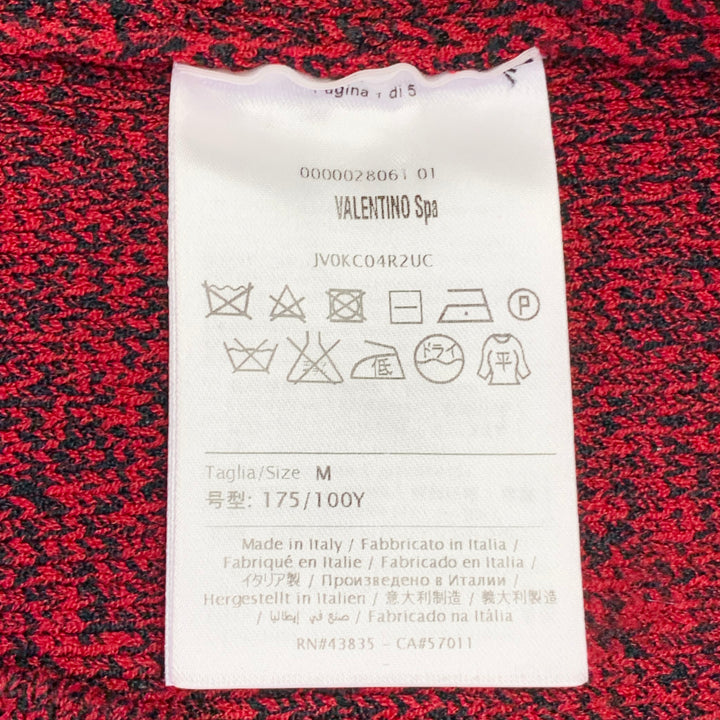 Pagina 1 di 5
0000028061 01
VALENTINO Spa
JV0KC04R2UC
P
低 ドライ 平
Taglia/Size M
号型: 175/100Y
Made in Italy / Fabbricato in Italia /
Fabriqué en Italie / Fabricado en Italia /
イタリア製 / Произведено в Италии /
Hergestellt in Italien / 意大利制造 / 義大利製造
/ صنع في إيطاليا / Fabricado na Itália
RN#43835 - CA#57011